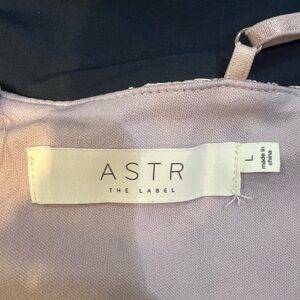 ASTR
THE LABEL
L
made in
china